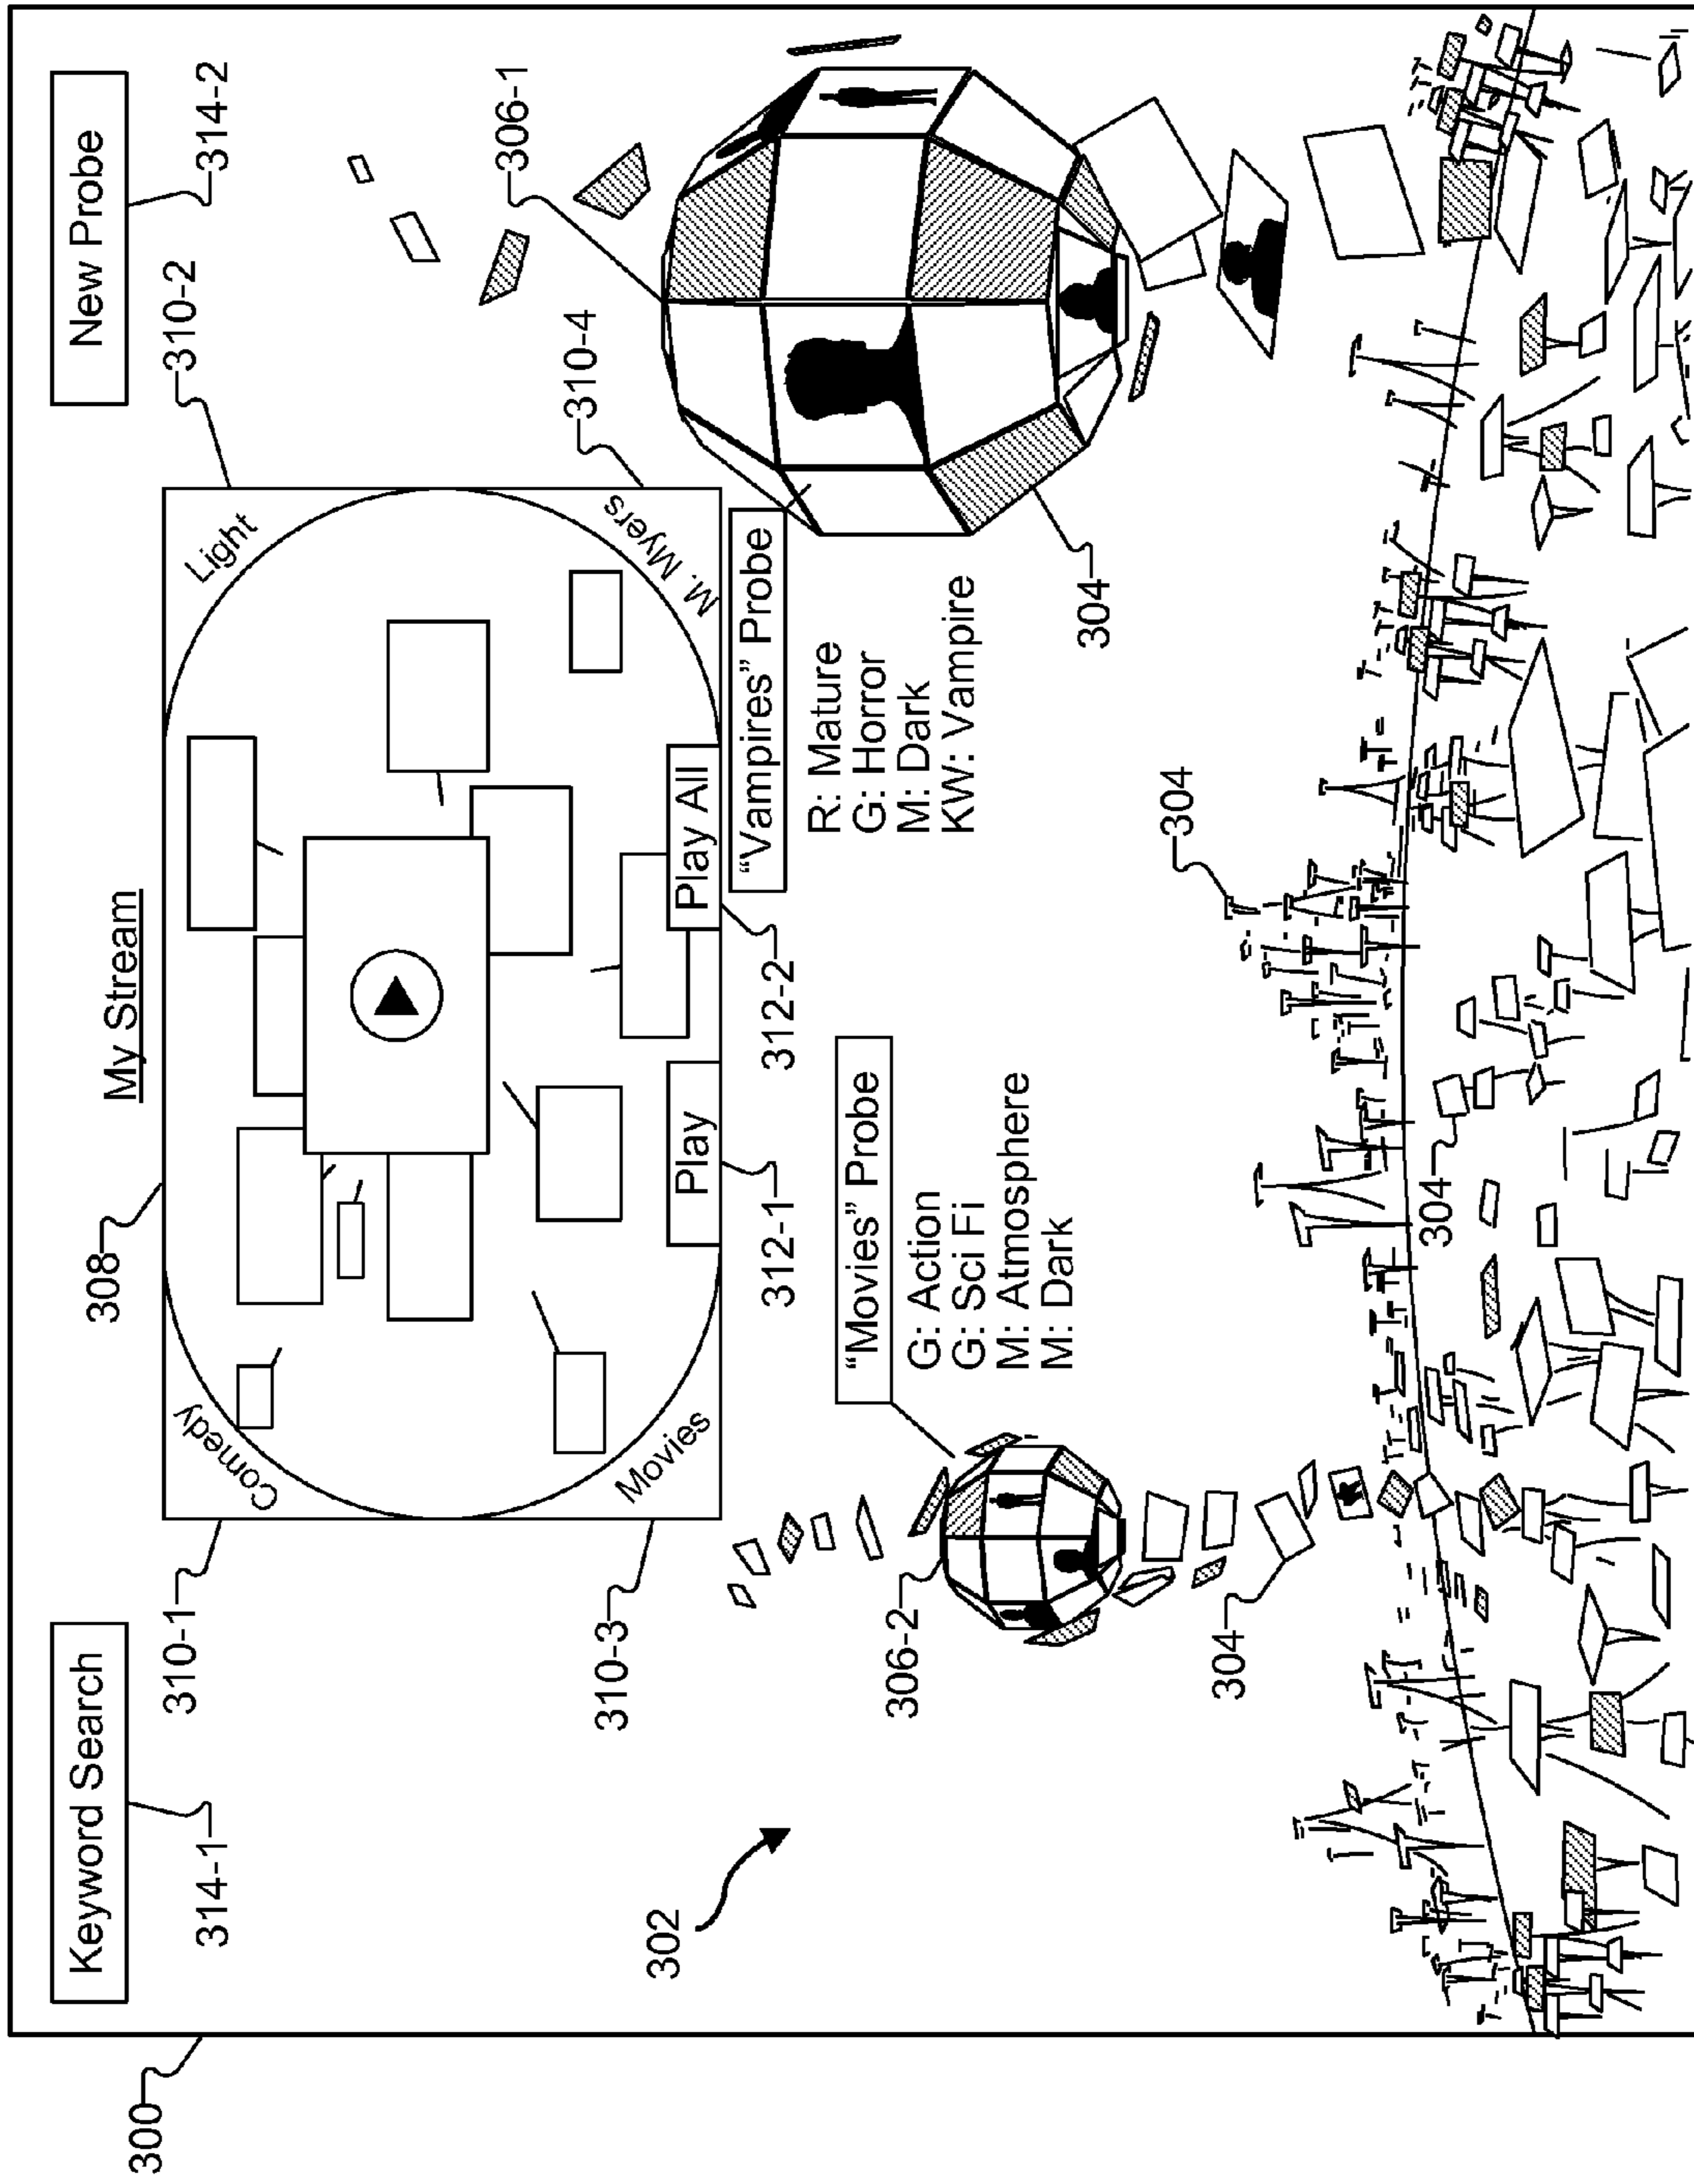 300
Keyword Search
314-1
My Stream
308
New Probe
314-2
310-1
Comedy
Light
310-2
310-3
Movies
M. Myers
310-4
Play
Play All
312-1
312-2
306-1
302
306-2
“Movies” Probe
G: Action
G: Sci Fi
M: Atmosphere
M: Dark
“Vampires” Probe
R: Mature
G: Horror
M: Dark
KW: Vampire
304
304
304
304